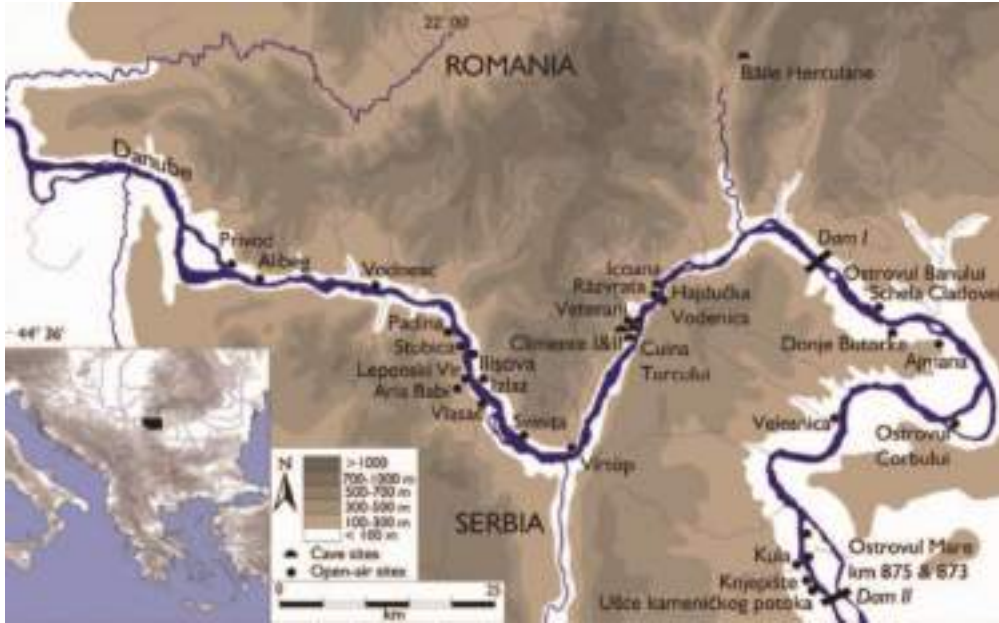 22° 00'
ROMANIA
Băile Herculane
Danube
Privod
Alibeg
Vodneac
Dam I
Icoana
Răzvrata
Ostrovul Banului
Hajdučka
Vodenica
Schela Cladovei
Veterani
44° 36'
Padina
Climente I&II
Donje Butorke
Stubica
Cuina
Turcului
Ajmana
Ilişova
Lepenski Vir
Izlaz
Aria Babi
Vlasac
Velesnica
Sviniţa
Ostrovul
Corbului
Virtop
N
>1000
700-1000 m
500-700 m
300-500 m
100-300 m
< 100 m
SERBIA
Cave sites
Open-air sites
Ostrovul Mare
km 875 & 873
Kula
Knjepište
Ušće kameničkog potoka
Dam II
0
25
km